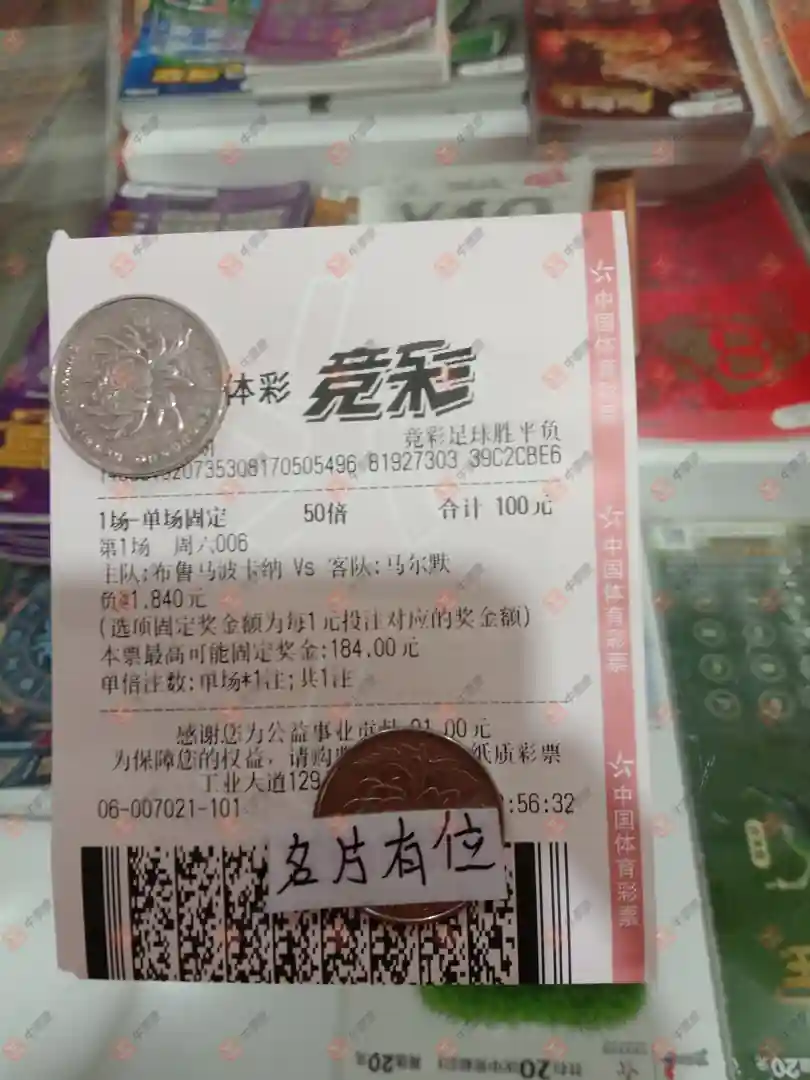 体彩 竞彩
竞彩足球胜平负
207353081705054​96 81927303 39C2CBE6
1场-单场固定 50倍 合计 100元
第1场 周六006
主队:布鲁马波卡纳 Vs 客队:马尔默
负@1.840元
(选项固定奖金额为每1元投注对应的奖金额)
本票最高可能固定奖金:184.00元
单倍注数:单场*1注;共1注
感谢您为公益事业贡献 21.00元
为保障您的权益，请购 纸质彩票
工业大道129
06-007021-101 :56:32
名片有位
中国体育彩票
中国体育彩票
中国体育彩票